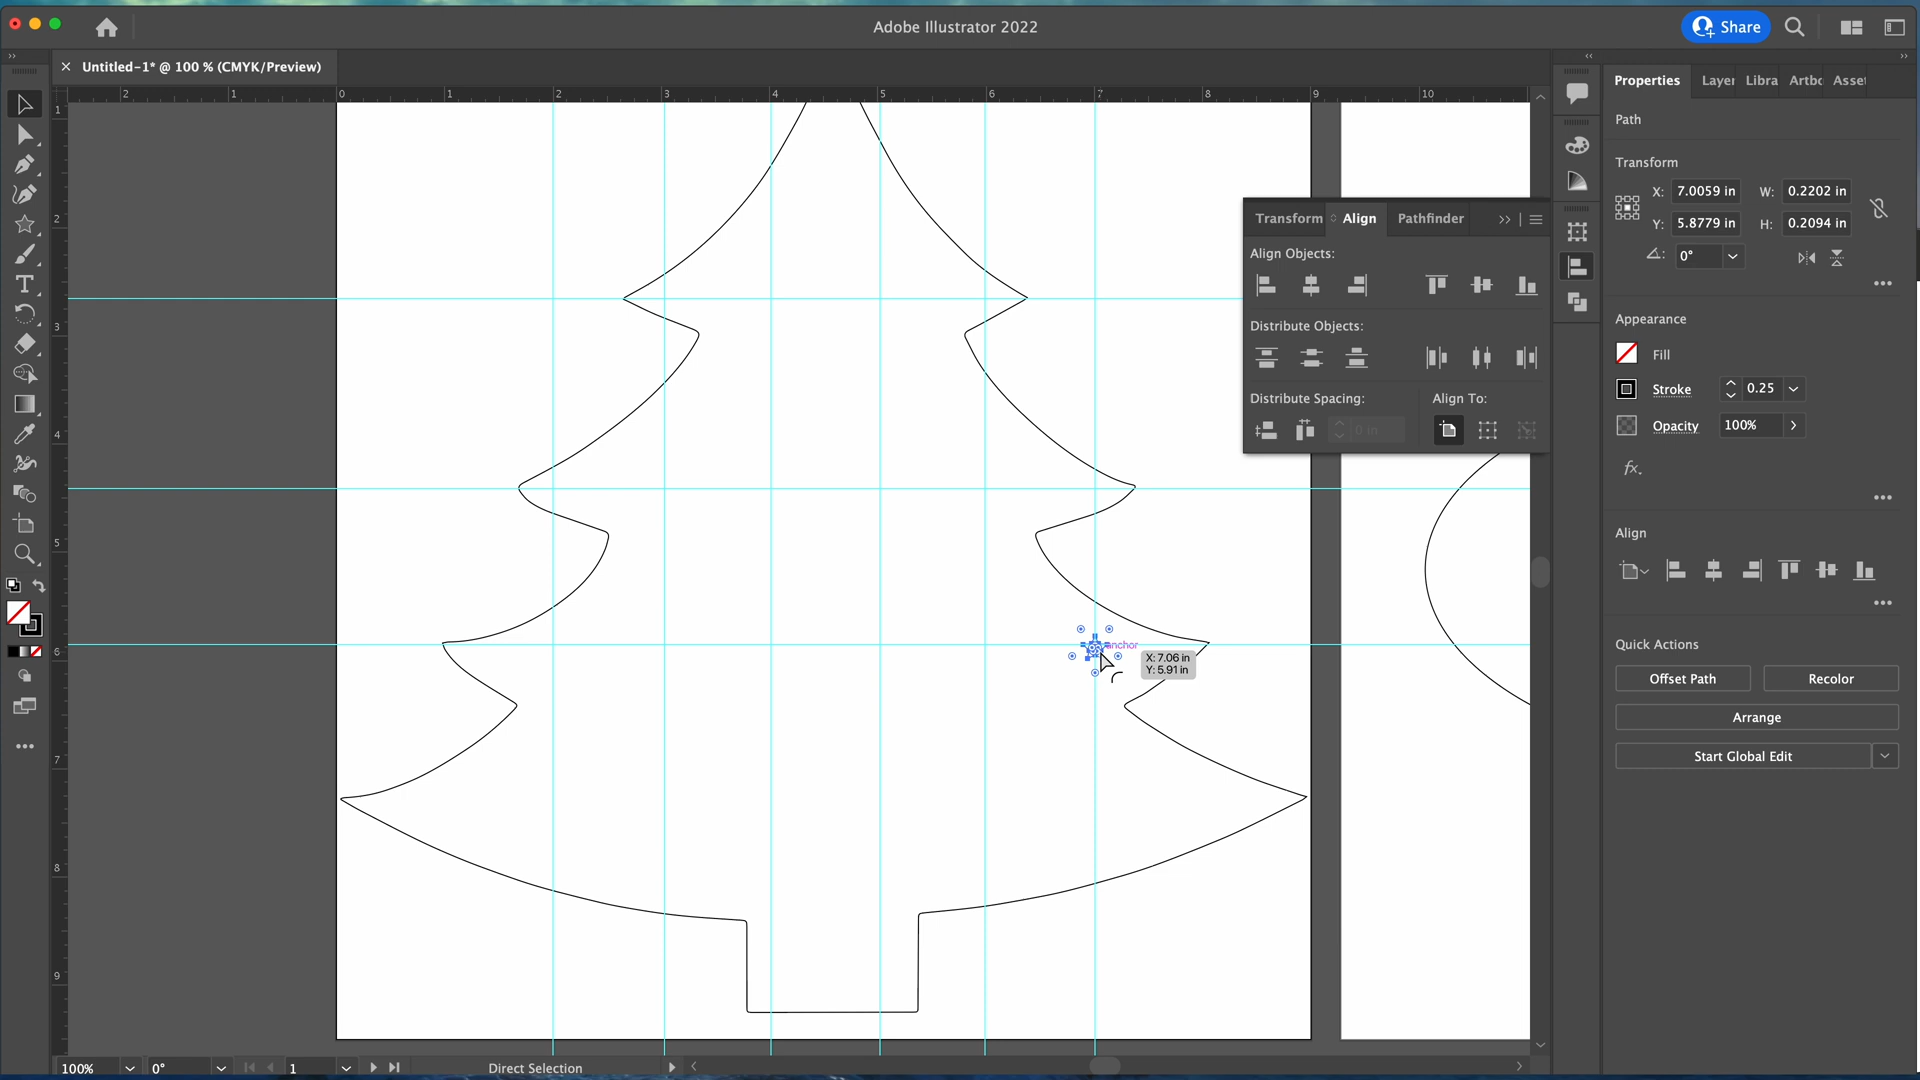 Adobe Illustrator 2022
Share
Untitled-1* @ 100 % (CMYK/Preview)
Properties Layer Libra Artbo Asset
2 1 0 1 2 3 4 5 6 7 8 9 10
1
2
3
4
5
6
7
8
9
Path
Transform
X: 7.0059 in W: 0.2202 in
Y: 5.8779 in H: 0.2094 in
0°
Transform Align Pathfinder
Align Objects:
Distribute Objects:
Distribute Spacing: Align To:
0 in
Appearance
Fill
Stroke 0.25
Opacity 100%
fx.
Align
Quick Actions
Offset Path Recolor
Arrange
Start Global Edit
anchor
X: 7.06 in
Y: 5.91 in
T
100% 0° 1 Direct Selection